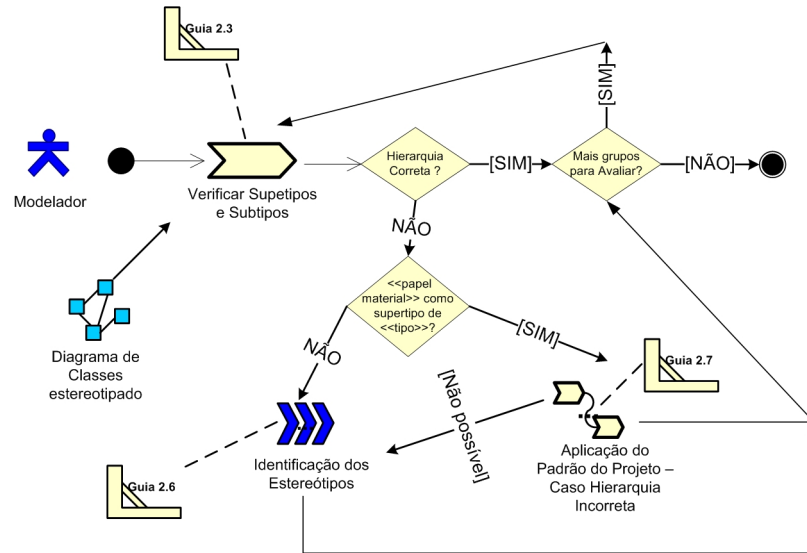 Guia 2.3
[SIM]
Modelador
Verificar Supetipos
e Subtipos
Hierarquia
Correta ?
[SIM]
Mais grupos
para Avaliar?
[NÃO]
NÃO
<<papel
material>> como
supertipo de
<<tipo>>?
[SIM]
NÃO
Diagrama de
Classes
estereotipado
Guia 2.7
[Não possível]
...
...
Identificação dos
Estereótipos
Aplicação do
Padrão do Projeto –
Caso Hierarquia
Incorreta
Guia 2.6